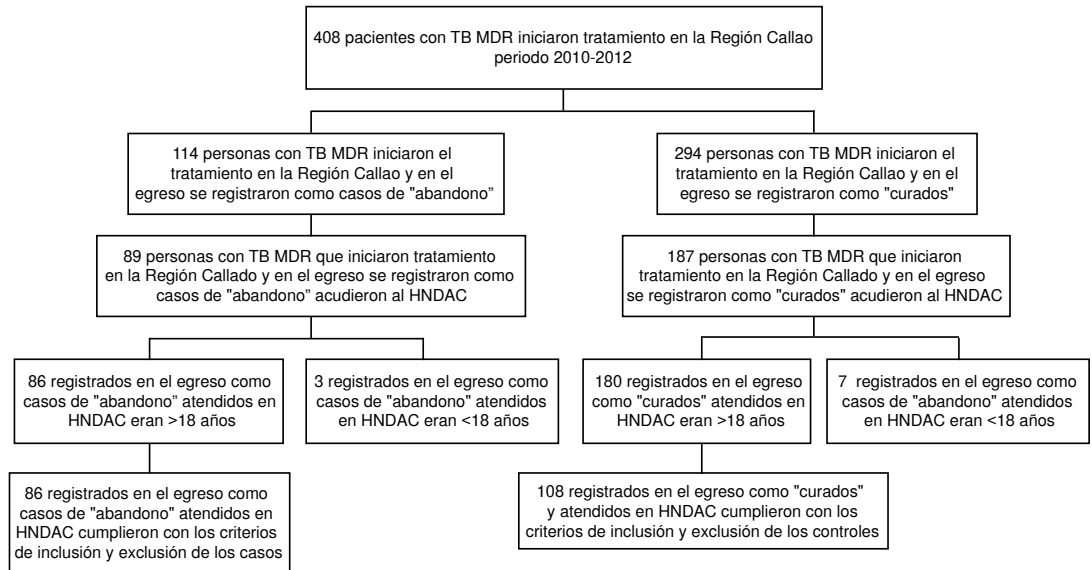 408 pacientes con TB MDR iniciaron tratamiento en la Región Callao
periodo 2010-2012
114 personas con TB MDR iniciaron el
tratamiento en la Región Callao y en el
egreso se registraron como casos de "abandono”
294 personas con TB MDR iniciaron el
tratamiento en la Región Callao y en el
egreso se registraron como "curados"
89 personas con TB MDR que iniciaron tratamiento
en la Región Callado y en el egreso se registraron como
casos de "abandono” acudieron al HNDAC
187 personas con TB MDR que iniciaron
tratamiento en la Región Callado y en el egreso
se registraron como "curados" acudieron al HNDAC
86 registrados en el egreso como
casos de "abandono” atendidos en
HNDAC eran >18 años
3 registrados en el egreso como
casos de "abandono" atendidos
en HNDAC eran <18 años
180 registrados en el egreso
como "curados" atendidos en
HNDAC eran >18 años
7 registrados en el egreso como
casos de "abandono" atendidos
en HNDAC eran <18 años
86 registrados en el egreso como
casos de "abandono" atendidos en
HNDAC cumplieron con los criterios
de inclusión y exclusión de los casos
108 registrados en el egreso como "curados"
y atendidos en HNDAC cumplieron con los
criterios de inclusión y exclusión de los controles